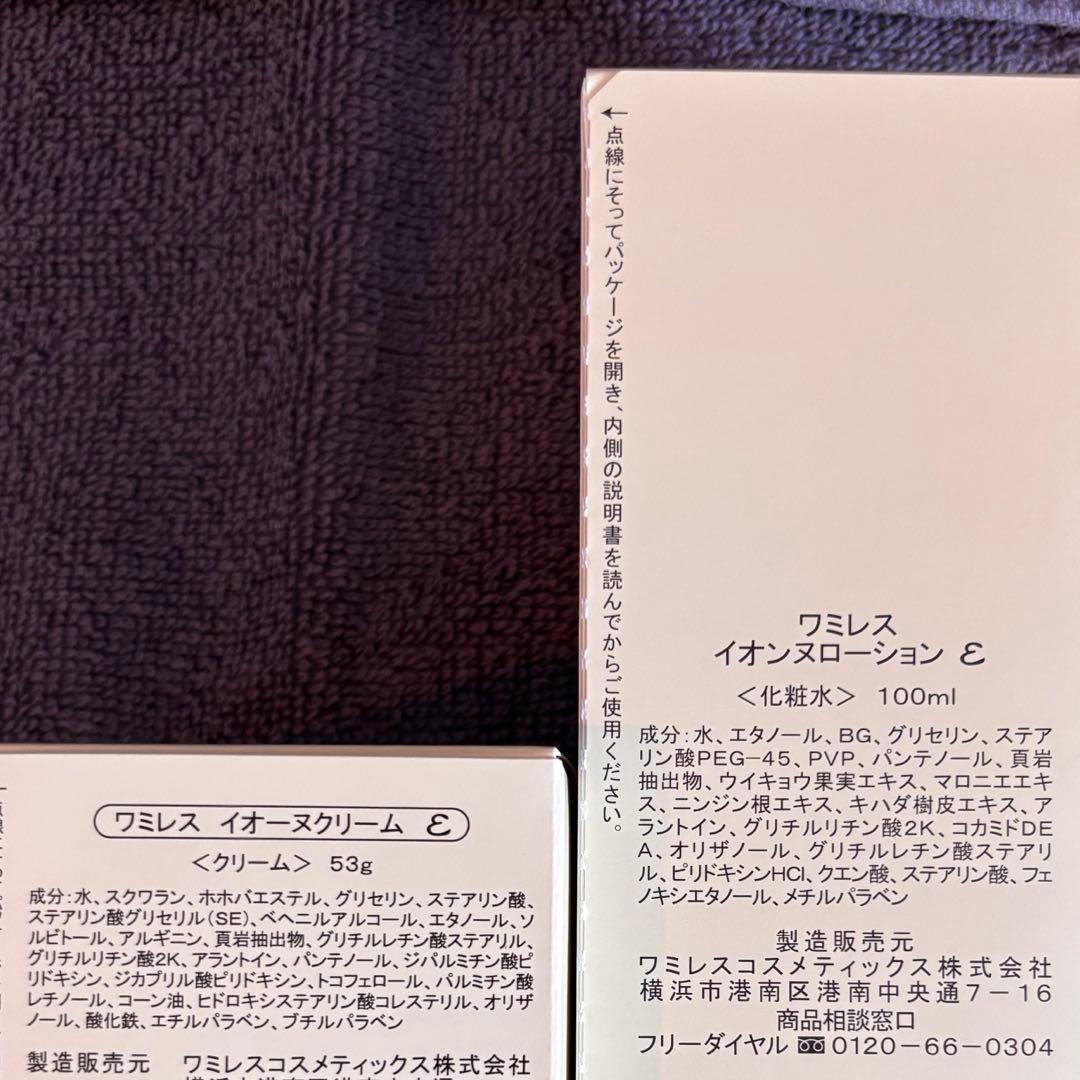 ←点線にそってパッケージを開き、内側の説明書を読んでからご使用ください。
ワミレス
イオンヌローション ε
＜化粧水＞ 100ml
成分:水、エタノール、BG、グリセリン、ステア
リン酸PEG-45、PVP、パンテノール、頁岩
抽出物、ウイキョウ果実エキス、マロニエエキ
ス、ニンジン根エキス、キハダ樹皮エキス、ア
ラントイン、グリチルリチン酸2K、コカミドDE
A、オリザノール、グリチルレチン酸ステアリ
ル、ピリドキシンHCl、クエン酸、ステアリン酸、フェ
ノキシエタノール、メチルパラベン
製造販売元
ワミレスコスメティックス株式会社
横浜市港南区港南中央通7-16
商品相談窓口
フリーダイヤル 0120-66-0304
ワミレス イオーヌクリーム ε
＜クリーム＞ 53g
成分:水、スクワラン、ホホバエステル、グリセリン、ステアリン酸、
ステアリン酸グリセリル(SE)、ベヘニルアルコール、エタノール、ソ
ルビトール、アルギニン、頁岩抽出物、グリチルレチン酸ステアリル、
グリチルリチン酸2K、アラントイン、パンテノール、ジパルミチン酸ピ
リドキシン、ジカプリル酸ピリドキシン、トコフェロール、パルミチン酸
レチノール、コーン油、ヒドロキシステアリン酸コレステリル、オリザ
ノール、酸化鉄、エチルパラベン、ブチルパラベン
製造販売元 ワミレスコスメティックス株式会社